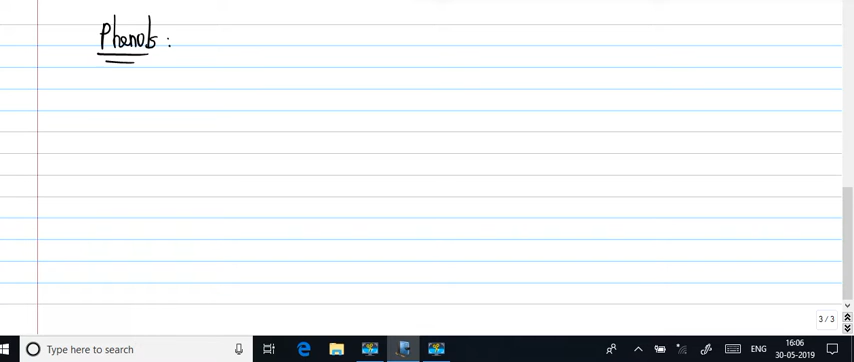 Phenols :
3 / 3
Type here to search
ENG
16:06
30-05-2019